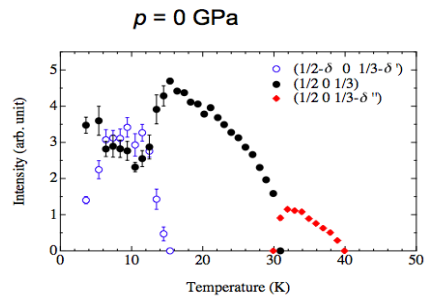 p = 0 GPa
(1/2-δ 0 1/3-δ')
(1/2 0 1/3)
(1/2 0 1/3-δ")
Intensity (arb. unit)
5
4
3
2
1
0
0 10 20 30 40 50
Temperature (K)